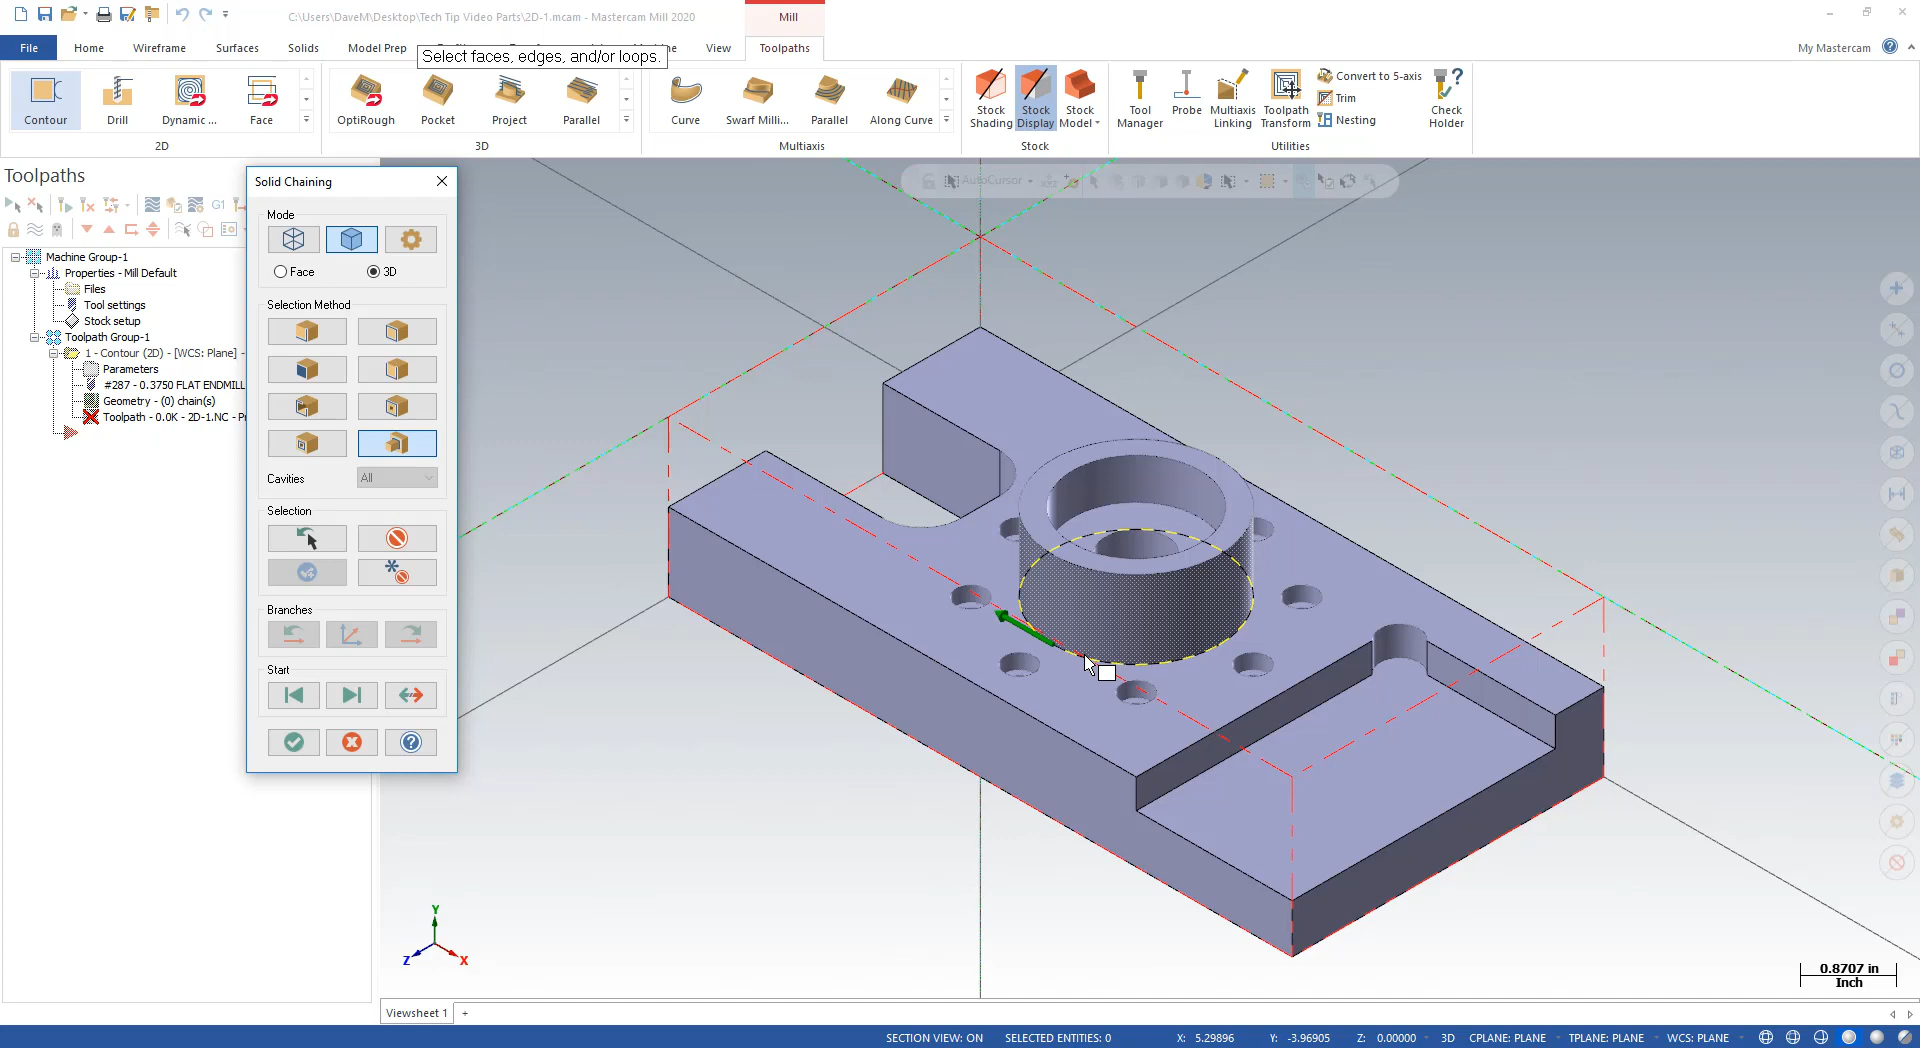 C:\Users\DaveM\Desktop\Tech Tip Video Parts\2D-1.mcam - Mastercam Mill 2020
Mill
File
Home
Wireframe
Surfaces
Solids
Model Prep
View
Toolpaths
My Mastercam
Select faces, edges, and/or loops.
Contour
Drill
Dynamic ...
Face
OptiRough
Pocket
Project
Parallel
Curve
Swarf Milli...
Parallel
Along Curve
Stock
Shading
Stock
Display
Stock
Model
Tool
Manager
Probe
Multiaxis
Linking
Toolpath
Transform
Convert to 5-axis
Trim
Nesting
Check
Holder
2D
3D
Multiaxis
Stock
Utilities
Toolpaths
G1
Machine Group-1
Properties - Mill Default
Files
Tool settings
Stock setup
Toolpath Group-1
1 - Contour (2D) - [WCS: Plane] -
Parameters
#287 - 0.3750 FLAT ENDMILL
Geometry - (0) chain(s)
Toolpath - 0.0K - 2D-1.NC - P
Solid Chaining
Mode
Face
3D
Selection Method
Cavities
All
Selection
Branches
Start
AutoCursor
XYZ
Y
Z
X
0.8707 in
Inch
Viewsheet 1
+
SECTION VIEW: ON
SELECTED ENTITIES: 0
X: 5.29896
Y: -3.96905
Z: 0.00000
3D
CPLANE: PLANE
TPLANE: PLANE
WCS: PLANE